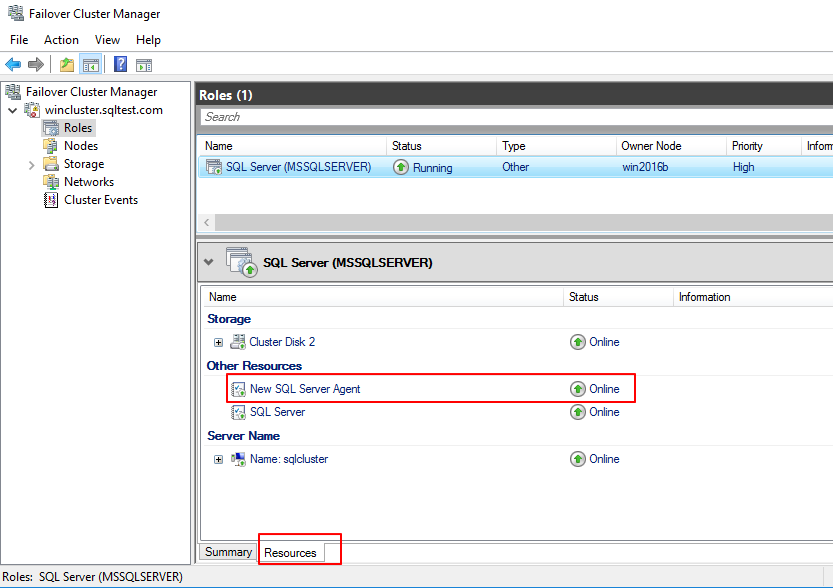 Failover Cluster Manager
File Action View Help
Failover Cluster Manager
wincluster.sqltest.com
Roles
Nodes
Storage
Networks
Cluster Events
Roles (1)
Search
Name Status Type Owner Node Priority Inform
SQL Server (MSSQLSERVER) Running Other win2016b High
SQL Server (MSSQLSERVER)
Name Status Information
Storage
Cluster Disk 2 Online
Other Resources
New SQL Server Agent Online
SQL Server Online
Server Name
Name: sqlcluster Online
Summary Resources
Roles: SQL Server (MSSQLSERVER)